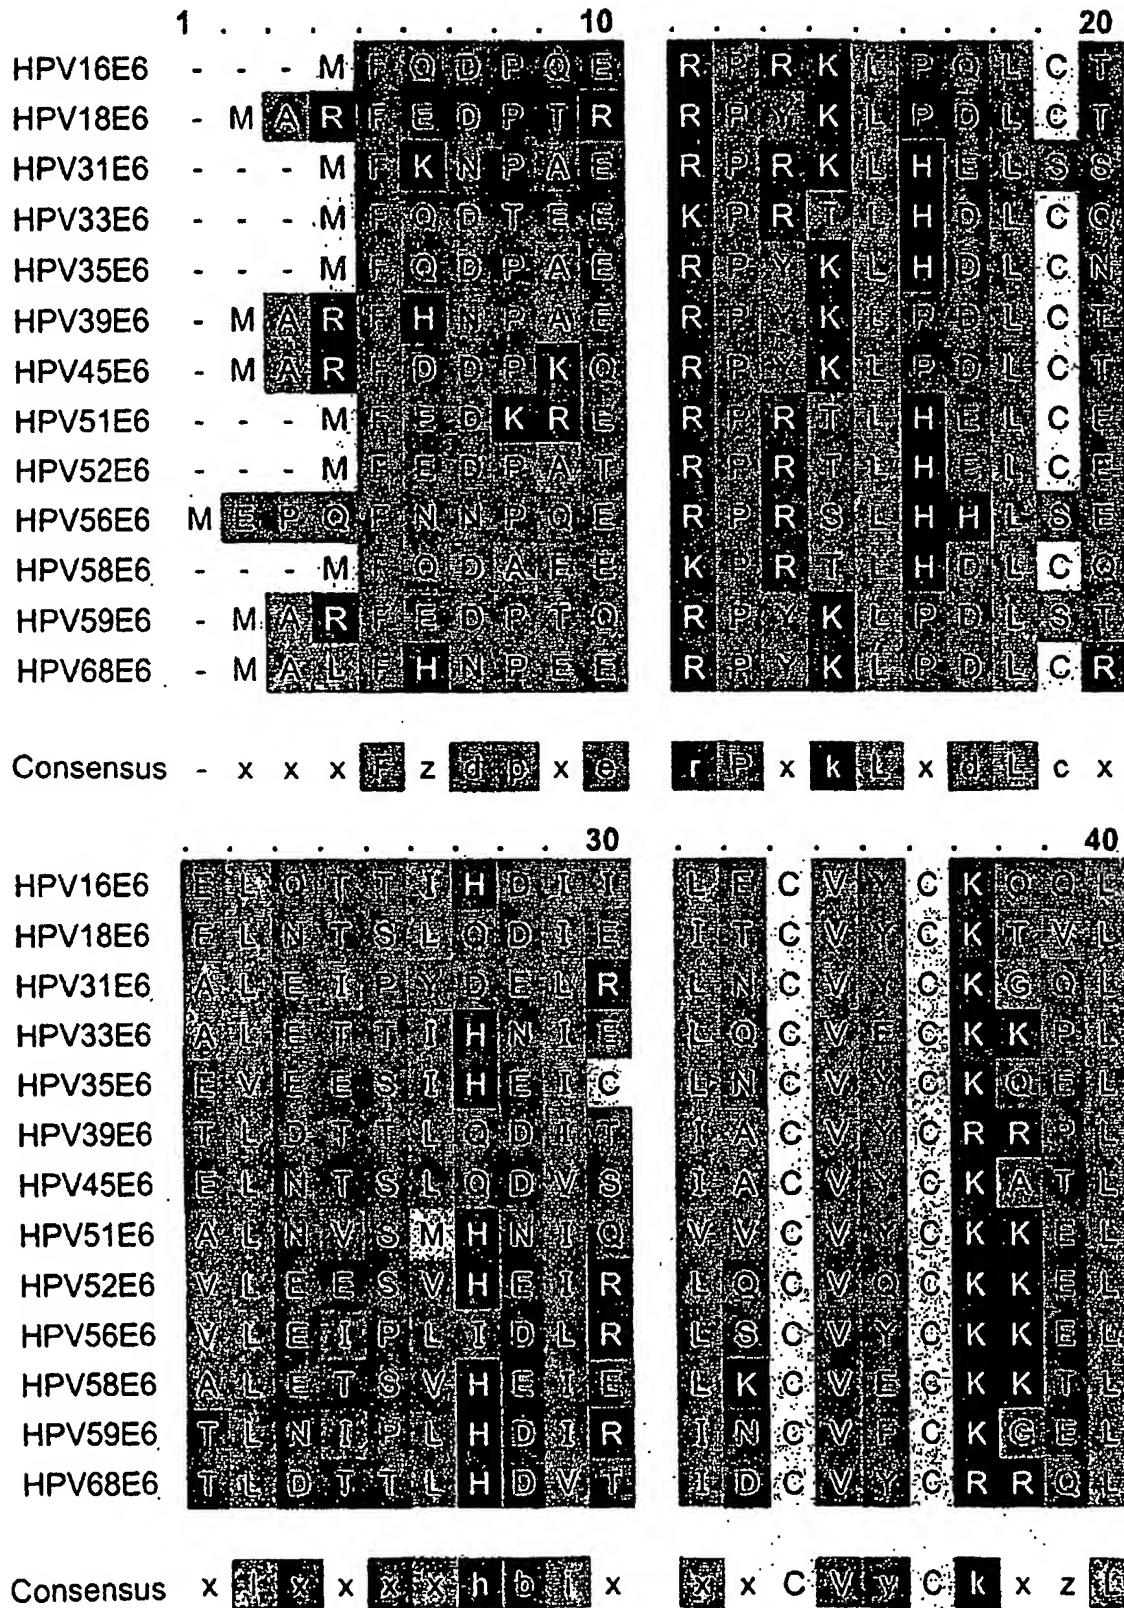 1 . . . . . . . . 10 . . . . . . . . . 20
HPV16E6 - - - M F Q D P Q E R P R K L P Q L C T
HPV18E6 - M A R F E D P T R R P Y K L P D L C T
HPV31E6 - - - M F K N P A E R P R K L H E L S S
HPV33E6 - - - M F Q D T E E K P R T L H D L C Q
HPV35E6 - - - M F Q D P A E R P Y K L H D L C N
HPV39E6 - M A R F H N P A E R P Y K L P D L C T
HPV45E6 - M A R F D D P K Q R P Y K L P D L C T
HPV51E6 - - - M F E D K R E R P R T L H E L C E
HPV52E6 - - - M F E D P A T R P R T L H E L C E
HPV56E6 M E P Q F N N P Q E R P R S L H H L S E
HPV58E6 - - - M F Q D A E E K P R T L H D L C Q
HPV59E6 - M A R F E D P T Q R P Y K L P D L S T
HPV68E6 - M A L F H N P E E R P Y K L P D L C R
Consensus - x x x F z d p x e r P x k L x d L c x
. . . . . . . . . 30 . . . . . . . . . 40
HPV16E6 E L Q T T I H D I I L E C V Y C K Q Q L
HPV18E6 E L N T S L Q D I E I T C V Y C K T V L
HPV31E6 A L E I P Y D E L R L N C V Y C K G Q L
HPV33E6 A L E T T I H N I E L Q C V F C K K P L
HPV35E6 E V E E S I H E I C L N C V Y C K Q E L
HPV39E6 T L D T T L Q D I T I A C V Y C R R P L
HPV45E6 E L N T S L Q D V S I A C V Y C K A T L
HPV51E6 A L N V S M H N I Q V V C V Y C K K E L
HPV52E6 V L E E S V H E I R L Q C V Q C K K E L
HPV56E6 V L E I P L I D L R L S C V Y C K K E L
HPV58E6 A L E T S V H E I E L K C V E C K K T L
HPV59E6 T L N I P L H D I R I N C V F C K G E L
HPV68E6 T L D T T L H D V T I D C V Y C R R Q L
Consensus x l x x x x h b i x x x C V y C k x z L